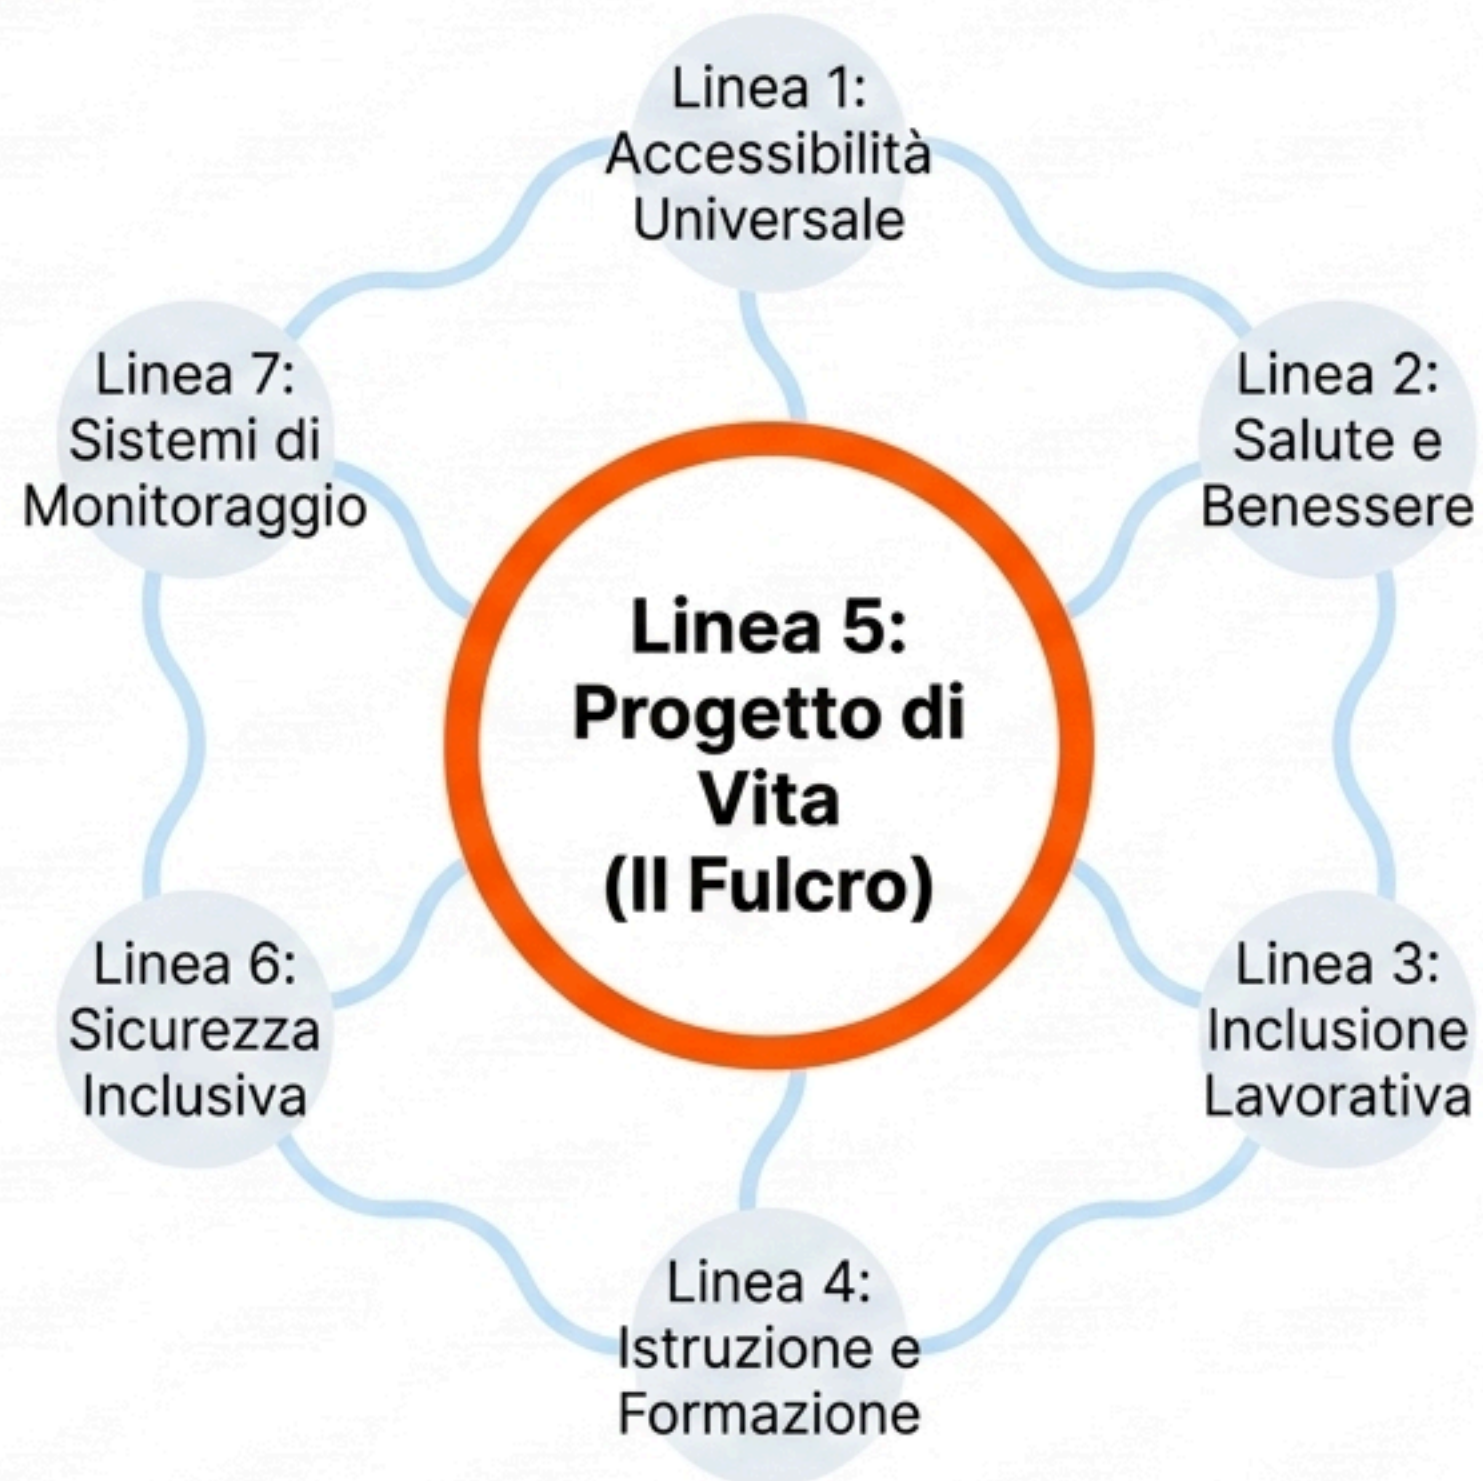 Linea 1:
Accessibilità
Universale
Linea 2:
Salute e
Benessere
Linea 3:
Inclusione
Lavorativa
Linea 4:
Istruzione e
Formazione
Linea 5:
Progetto di
Vita
(Il Fulcro)
Linea 6:
Sicurezza
Inclusiva
Linea 7:
Sistemi di
Monitoraggio